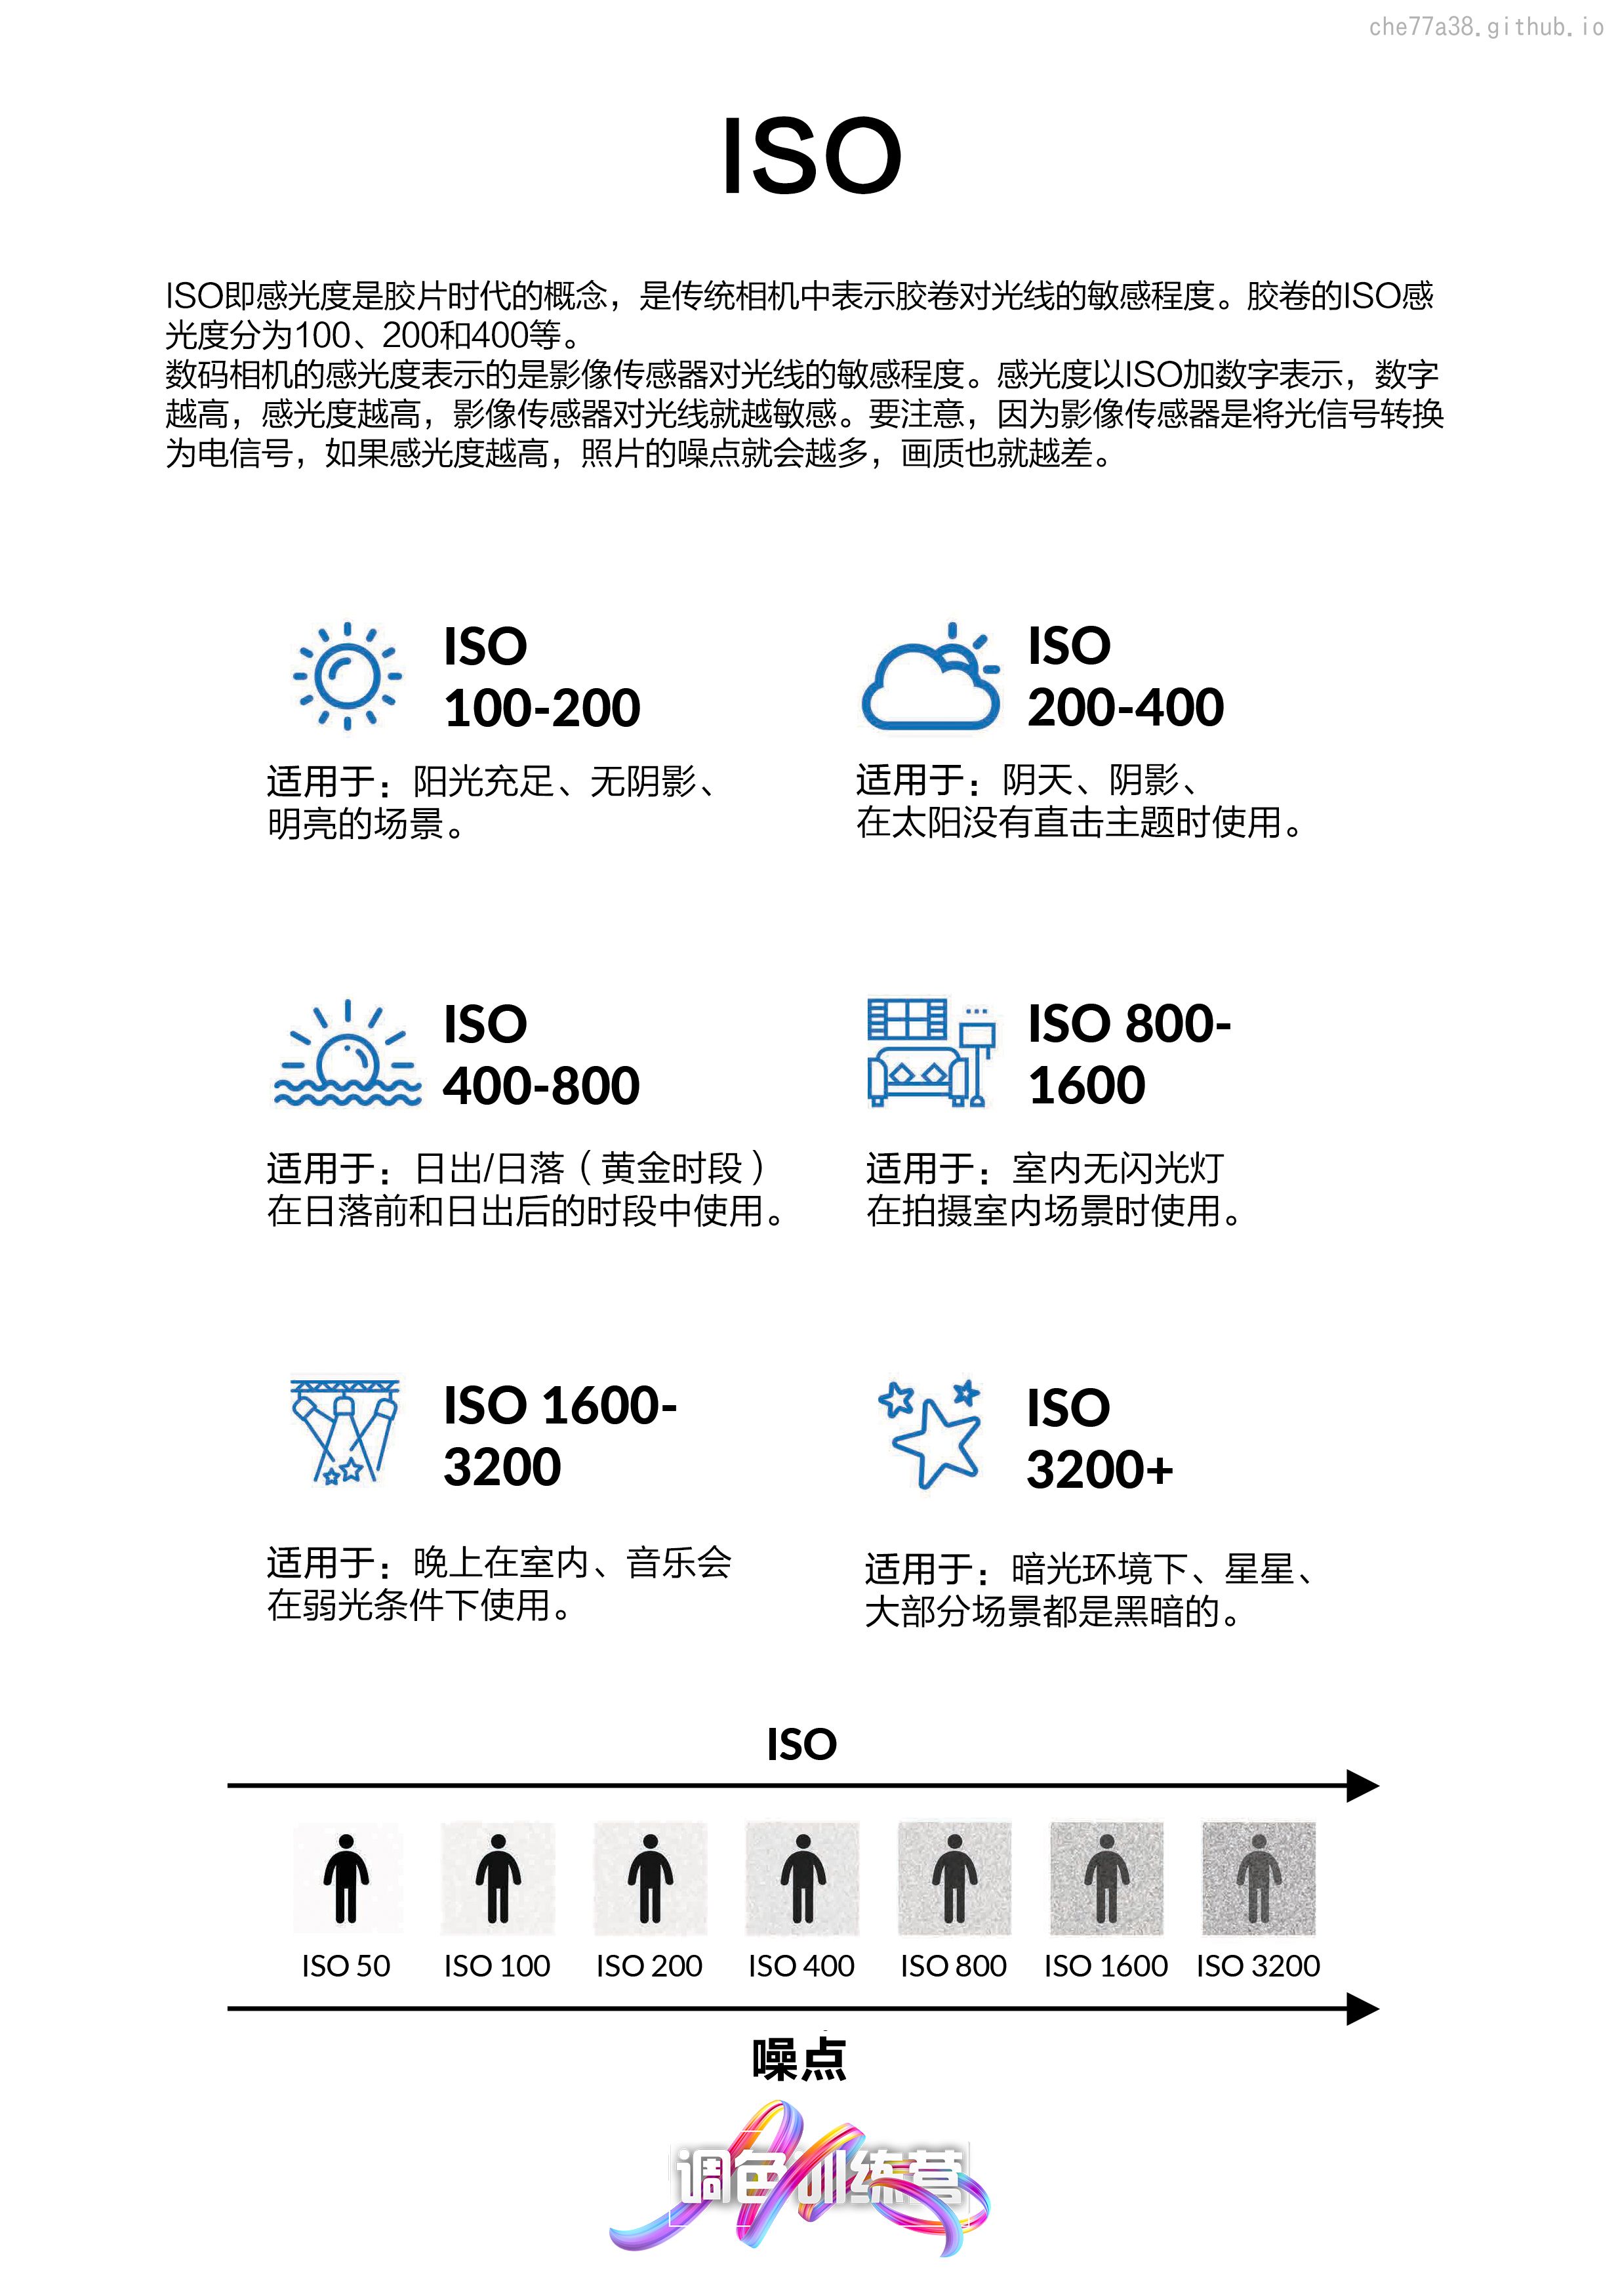 che77a38.github.io
ISO
ISO即感光度是胶片时代的概念，是传统相机中表示胶卷对光线的敏感程度。胶卷的ISO感
光度分为100、200和400等。
数码相机的感光度表示的是影像传感器对光线的敏感程度。感光度以ISO加数字表示，数字
越高，感光度越高，影像传感器对光线就越敏感。要注意，因为影像传感器是将光信号转换
为电信号，如果感光度越高，照片的噪点就会越多，画质也就越差。
ISO
100-200
适用于：阳光充足、无阴影、
明亮的场景。
ISO
200-400
适用于：阴天、阴影、
在太阳没有直击主题时使用。
ISO
400-800
适用于：日出/日落（黄金时段）
在日落前和日出后的时段中使用。
ISO 800-
1600
适用于：室内无闪光灯
在拍摄室内场景时使用。
ISO 1600-
3200
适用于：晚上在室内、音乐会
在弱光条件下使用。
ISO
3200+
适用于：暗光环境下、星星、
大部分场景都是黑暗的。
ISO
ISO 50
ISO 100
ISO 200
ISO 400
ISO 800
ISO 1600
ISO 3200
噪点
调色训练营